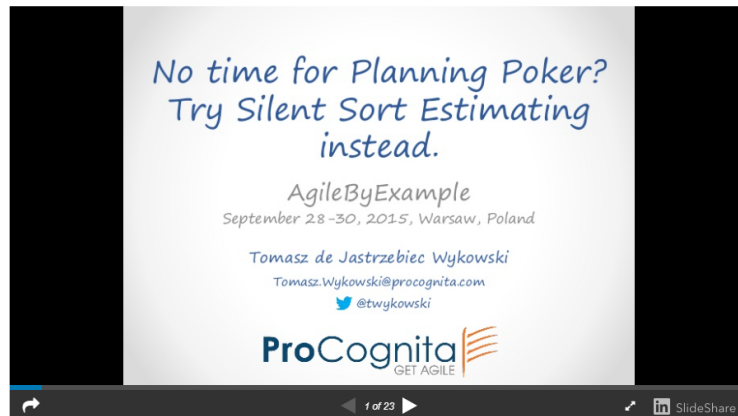 No time for Planning Poker?
Try Silent Sort Estimating
instead.
AgileByExample
September 28-30, 2015, Warsaw, Poland
Tomasz de Jastrzebiec Wykowski
Tomasz.Wykowski@procognita.com
@twykowski
ProCognita
GET AGILE
1 of 23
in SlideShare